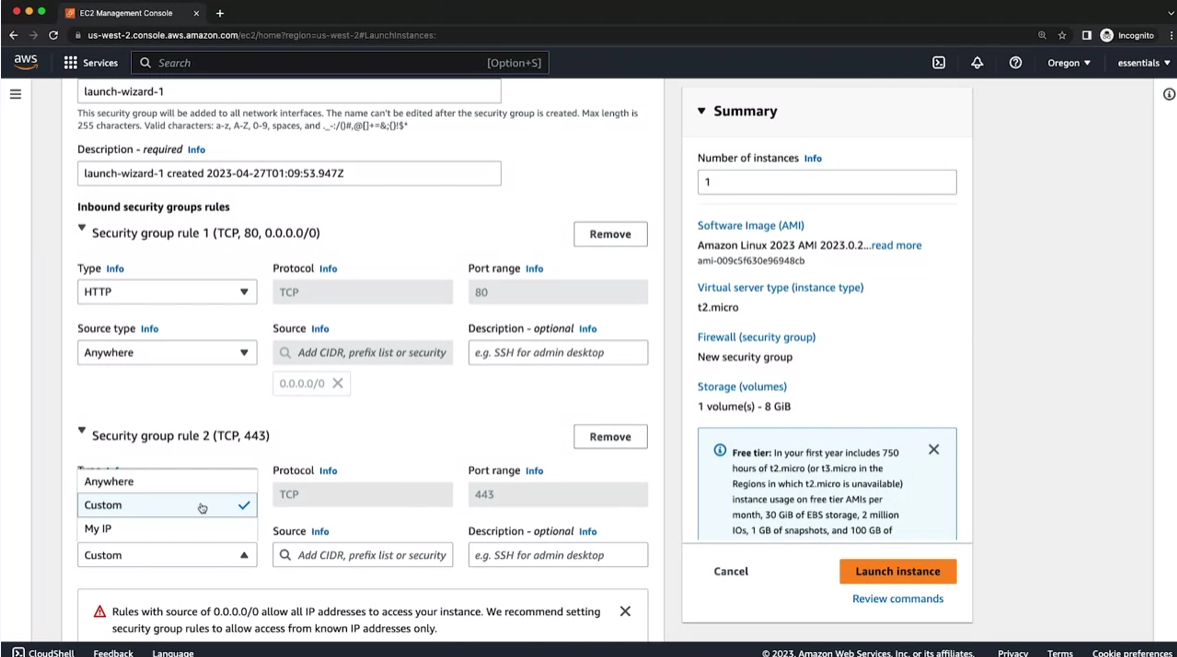 EC2 Management Console
us-west-2.console.aws.amazon.com/ec2/home?region=us-west-2#LaunchInstances:
Incognito
aws
Services
Search
[Option+S]
Oregon
essentials
launch-wizard-1
This security group will be added to all network interfaces. The name can't be edited after the security group is created. Max length is
255 characters. Valid characters: a-z, A-Z, 0-9, spaces, and ._-:/()#,@[]+=&;{}!$*
Description - required Info
launch-wizard-1 created 2023-04-27T01:09:53.947Z
Inbound security groups rules
Security group rule 1 (TCP, 80, 0.0.0.0/0)
Remove
Type Info
Protocol Info
Port range Info
HTTP
TCP
80
Source type Info
Source Info
Description - optional Info
Anywhere
Add CIDR, prefix list or security
e.g. SSH for admin desktop
0.0.0.0/0
Security group rule 2 (TCP, 443)
Remove
Protocol Info
Port range Info
Anywhere
TCP
443
Custom
My IP
Source Info
Description - optional Info
Custom
Add CIDR, prefix list or security
e.g. SSH for admin desktop
Rules with source of 0.0.0.0/0 allow all IP addresses to access your instance. We recommend setting
security group rules to allow access from known IP addresses only.
Summary
Number of instances Info
1
Software Image (AMI)
Amazon Linux 2023 AMI 2023.0.2...read more
ami-009c5f630e96948cb
Virtual server type (instance type)
t2.micro
Firewall (security group)
New security group
Storage (volumes)
1 volume(s) - 8 GiB
Free tier: In your first year includes 750
hours of t2.micro (or t3.micro in the
Regions in which t2.micro is unavailable)
instance usage on free tier AMIs per
month, 30 GiB of EBS storage, 2 million
IOs, 1 GB of snapshots, and 100 GB of
Cancel
Launch instance
Review commands
CloudShell
Feedback
Language
© 2023, Amazon Web Services, Inc. or its affiliates.
Privacy
Terms
Cookie preferences